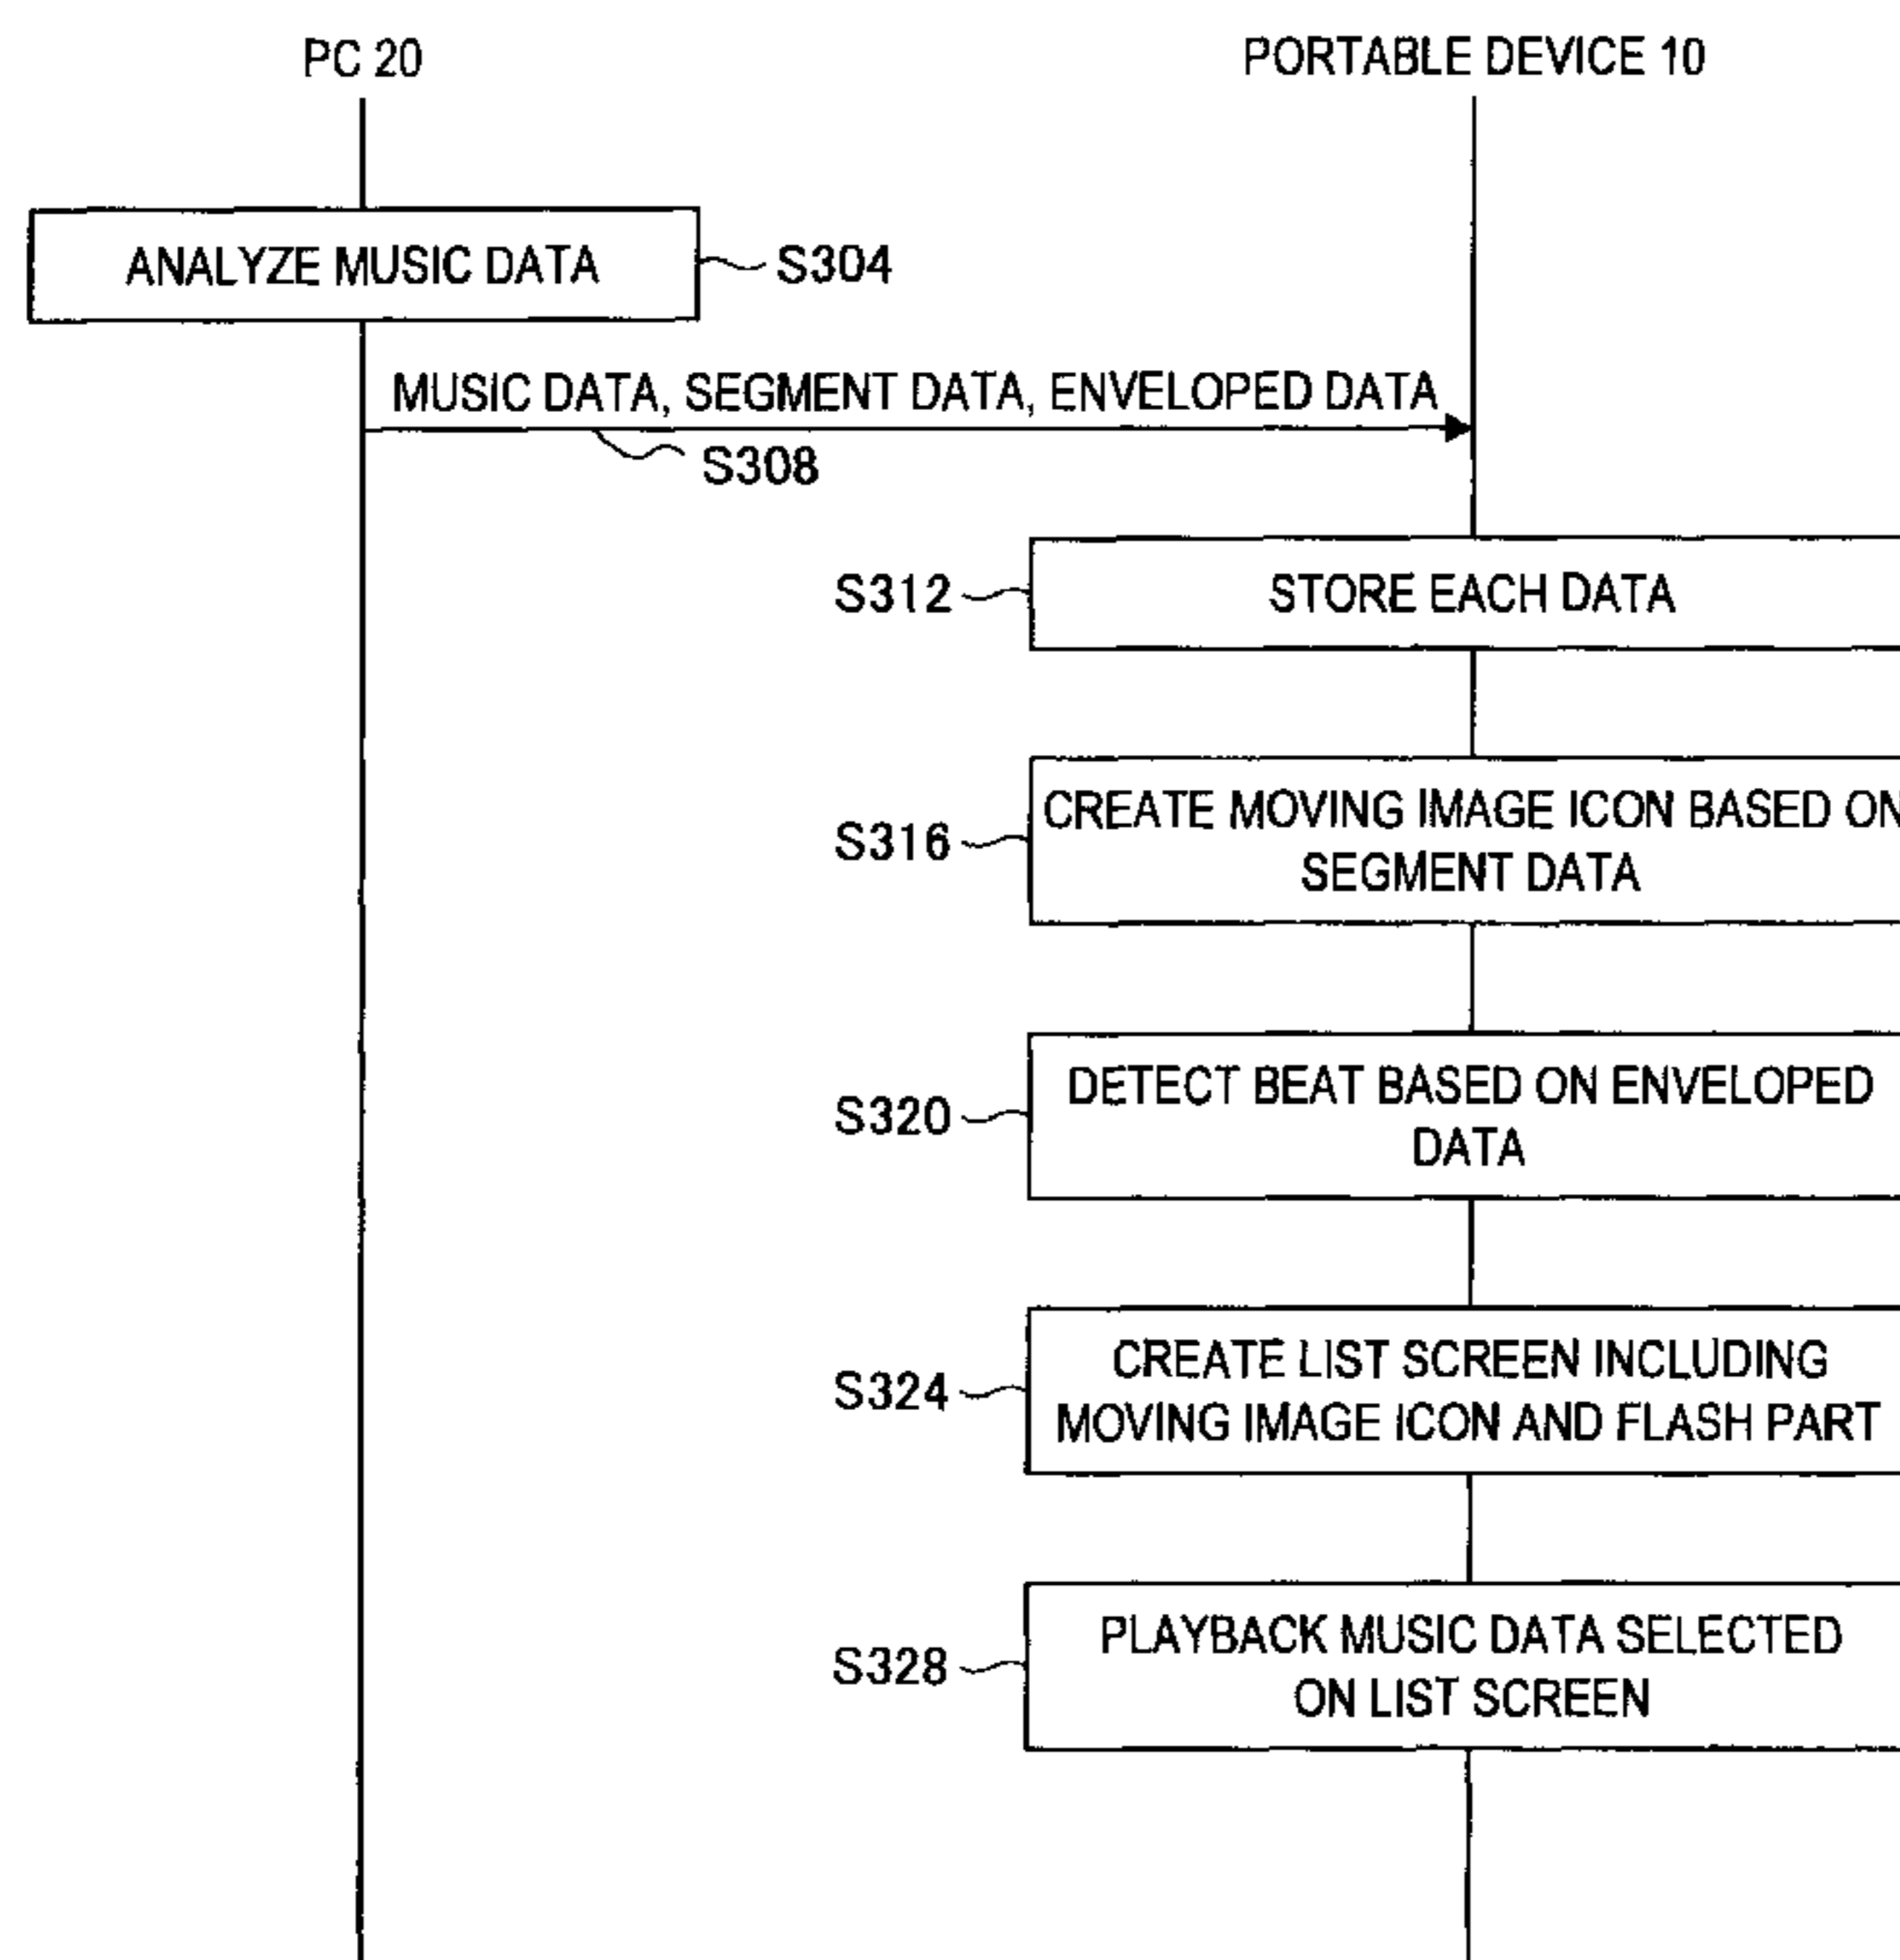 PC 20
PORTABLE DEVICE 10
ANALYZE MUSIC DATA
S304
MUSIC DATA, SEGMENT DATA, ENVELOPED DATA
S308
S312
STORE EACH DATA
S316
CREATE MOVING IMAGE ICON BASED ON
SEGMENT DATA
S320
DETECT BEAT BASED ON ENVELOPED
DATA
S324
CREATE LIST SCREEN INCLUDING
MOVING IMAGE ICON AND FLASH PART
S328
PLAYBACK MUSIC DATA SELECTED
ON LIST SCREEN